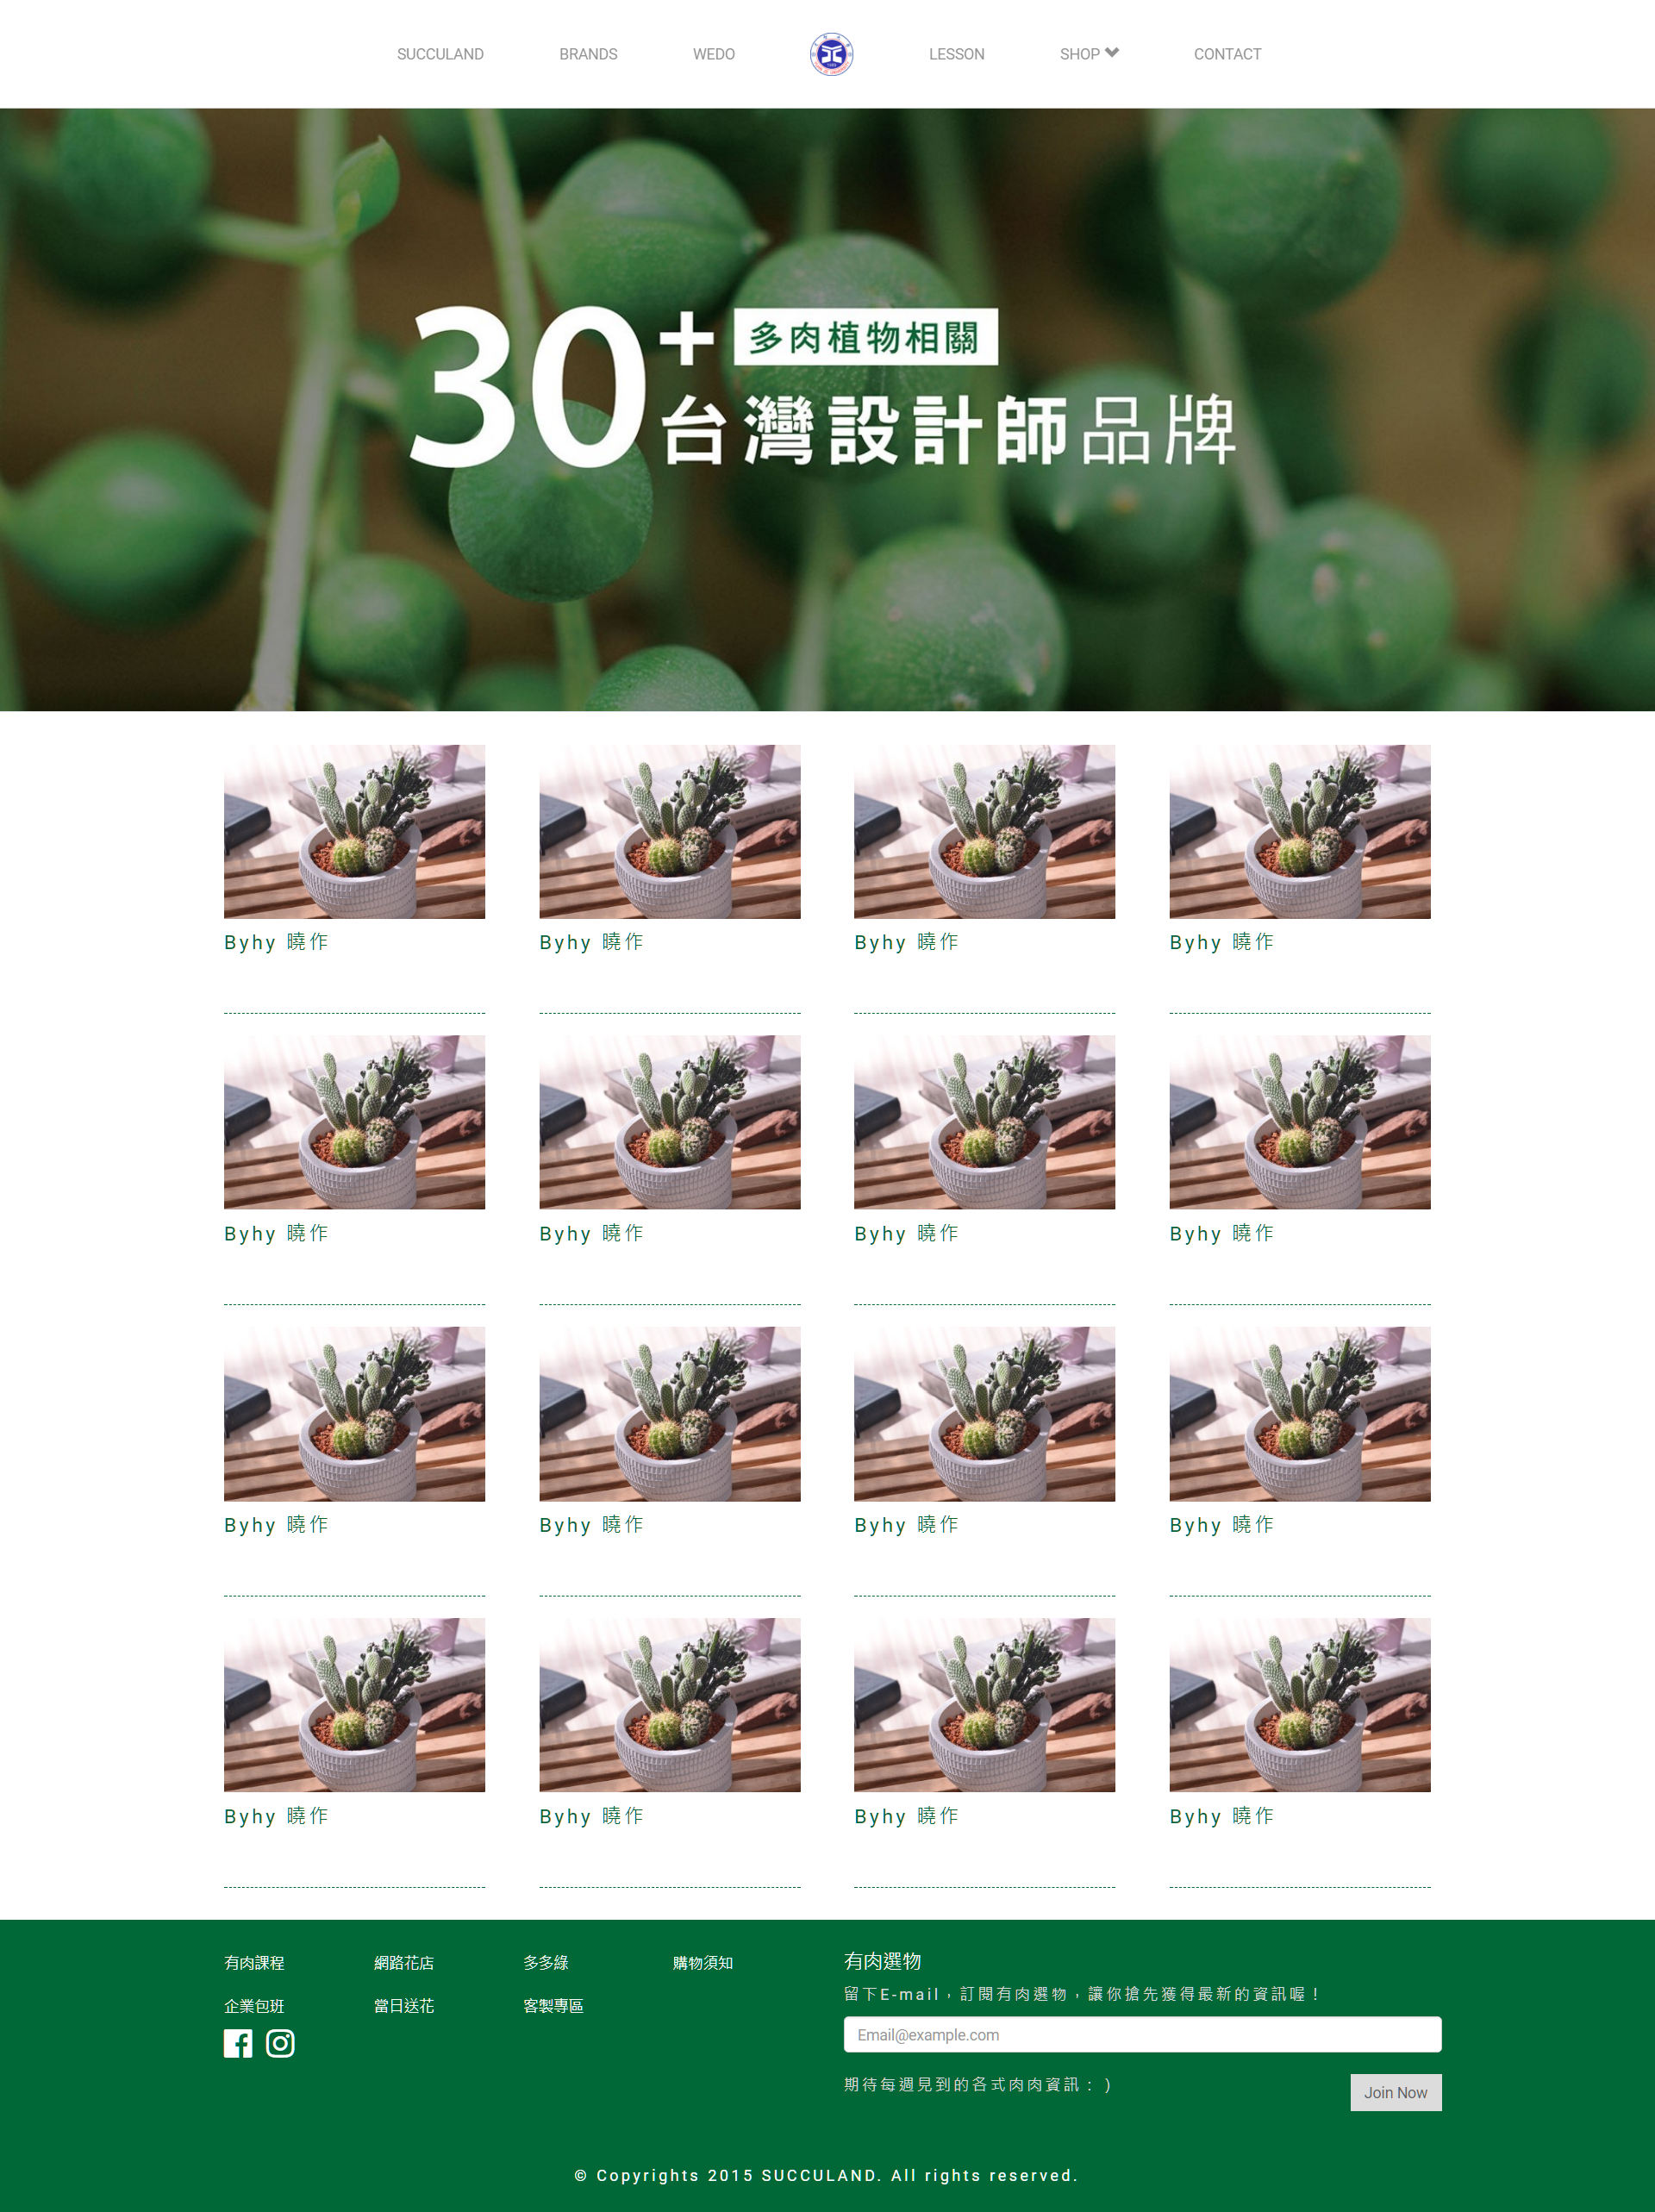 SUCCULAND BRANDS WEDO LESSON SHOP CONTACT
30+ 多肉植物相關
台灣設計師品牌
Byhy 曉作 Byhy 曉作 Byhy 曉作 Byhy 曉作
Byhy 曉作 Byhy 曉作 Byhy 曉作 Byhy 曉作
Byhy 曉作 Byhy 曉作 Byhy 曉作 Byhy 曉作
Byhy 曉作 Byhy 曉作 Byhy 曉作 Byhy 曉作
有肉課程 網路花店 多多綠 購物須知
企業包班 當日送花 客製專區
有肉選物
留下E-mail，訂閱有肉選物，讓你搶先獲得最新的資訊喔！
Email@example.com
期待每週見到的各式肉肉資訊：)
Join Now
© Copyrights 2015 SUCCULAND. All rights reserved.